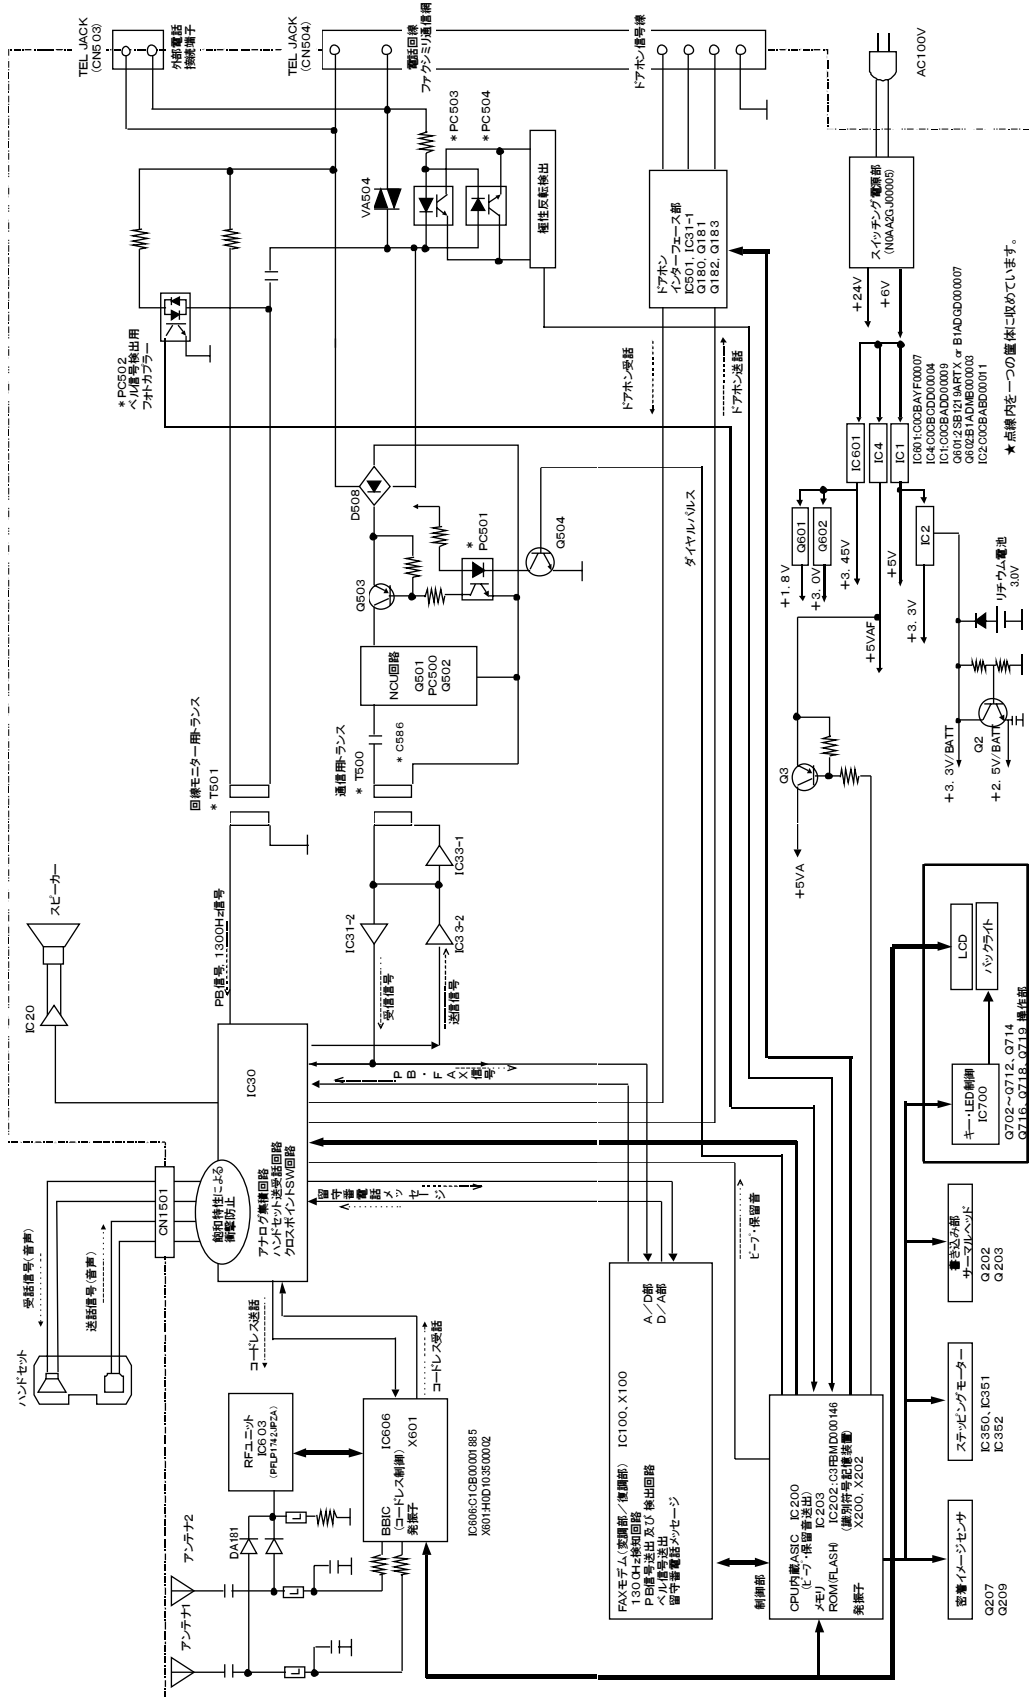 TEL JACK
(CN503)
外部電話
接続端子
TEL JACK
(CN504)
電話回線
ファクシミリ通信網
ドアホン信号線
AC100V
*PC503
*PC504
VA504
極性反転検出
ドアホン
インターフェース部
IC501, IC31-1
Q180, Q181
Q182, Q183
スイッチング電源部
(N0AA2GJ00005)
+24V
+6V
*PC502
ベル信号検出用
フォトカプラー
ドアホン受話
ドアホン送話
IC601
IC4
IC1
IC601:C0CBAYF00007
IC4:C0CBCDD00004
IC1:C0CBADD00009
Q601:2SB1219ARTX or B1ADGD000007
Q602:B1ADMB000003
IC2:C0CBABD00011
★点線内を一つの筐体に収めています。
D508
Q503
*
PC501
Q504
ダイヤルパルス
Q601
Q602
IC2
+1.8V
+3.0V
+3.45V
+5V
+5VAF
+3.3V
リチウム電池
3.0V
NCU回路
Q501
PC500
Q502
* C586
回線モニター用トランス
* T501
通信用トランス
* T500
Q3
+5VA
Q2
+3.3V/BATT
+2.5V/BATT
スピーカー
IC20
PB信号, 1300Hz信号
IC31-2
IC33-1
IC33-2
受信信号
送信信号
IC30
アナログ集積回路
ハンドセット送受話回路
クロスポイントSW回路
飽和特性による
衝撃防止
CN1501
PB・FAX信号
留守番電話メッセージ
ビープ・保留音
LCD
バックライト
キー・LED制御
IC700
Q702～Q712、Q714
Q716、Q718、Q719 操作部
受話信号(音声)
送話信号(音声)
ハンドセット
コードレス送話
コードレス受話
RFユニット
IC603
(PFLP1742JPZA)
BBIC
(コードレス制御)
発振子
IC606
X601
IC606:C1CB00001885
X601:H0D103500002
DA181
アンテナ2
アンテナ1
L
L
L
A/D部
D/A部
FAXモデム(変調部/復調部) IC100、X100
1300Hz検知回路
PB信号送出 及び 検出回路
ベル信号送出
留守番電話メッセージ
制御部
CPU内蔵ASIC IC200
(ビープ・保留音送出)
メモリ IC203
ROM(FLASH) IC202:C3FBMD000146
(識別符号記憶装置)
発振子 X200, X202
書き込み部
サーマルヘッド
Q202
Q203
ステッピングモーター
IC350、IC351
IC352
密着イメージセンサ
Q207
Q209